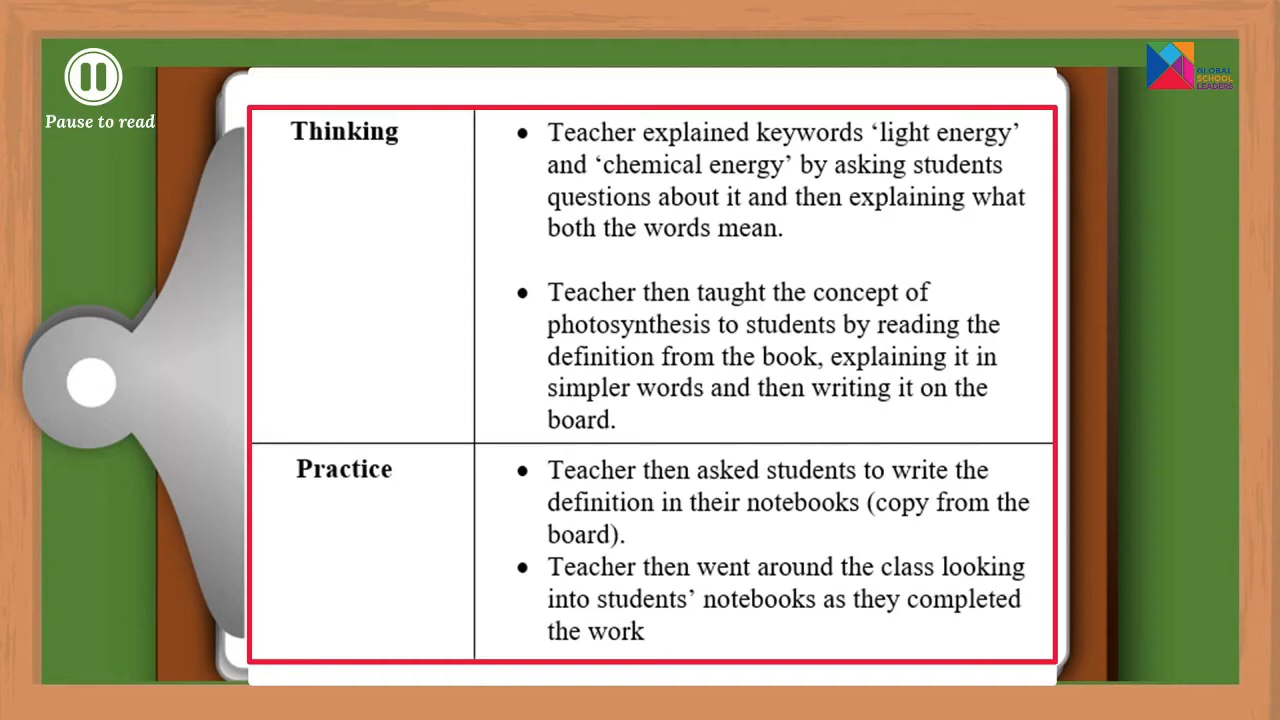 Pause to read
GLOBAL
SCHOOL
LEADERS
Thinking
• Teacher explained keywords ‘light energy’
and ‘chemical energy’ by asking students
questions about it and then explaining what
both the words mean.
• Teacher then taught the concept of
photosynthesis to students by reading the
definition from the book, explaining it in
simpler words and then writing it on the
board.
Practice
• Teacher then asked students to write the
definition in their notebooks (copy from the
board).
• Teacher then went around the class looking
into students’ notebooks as they completed
the work